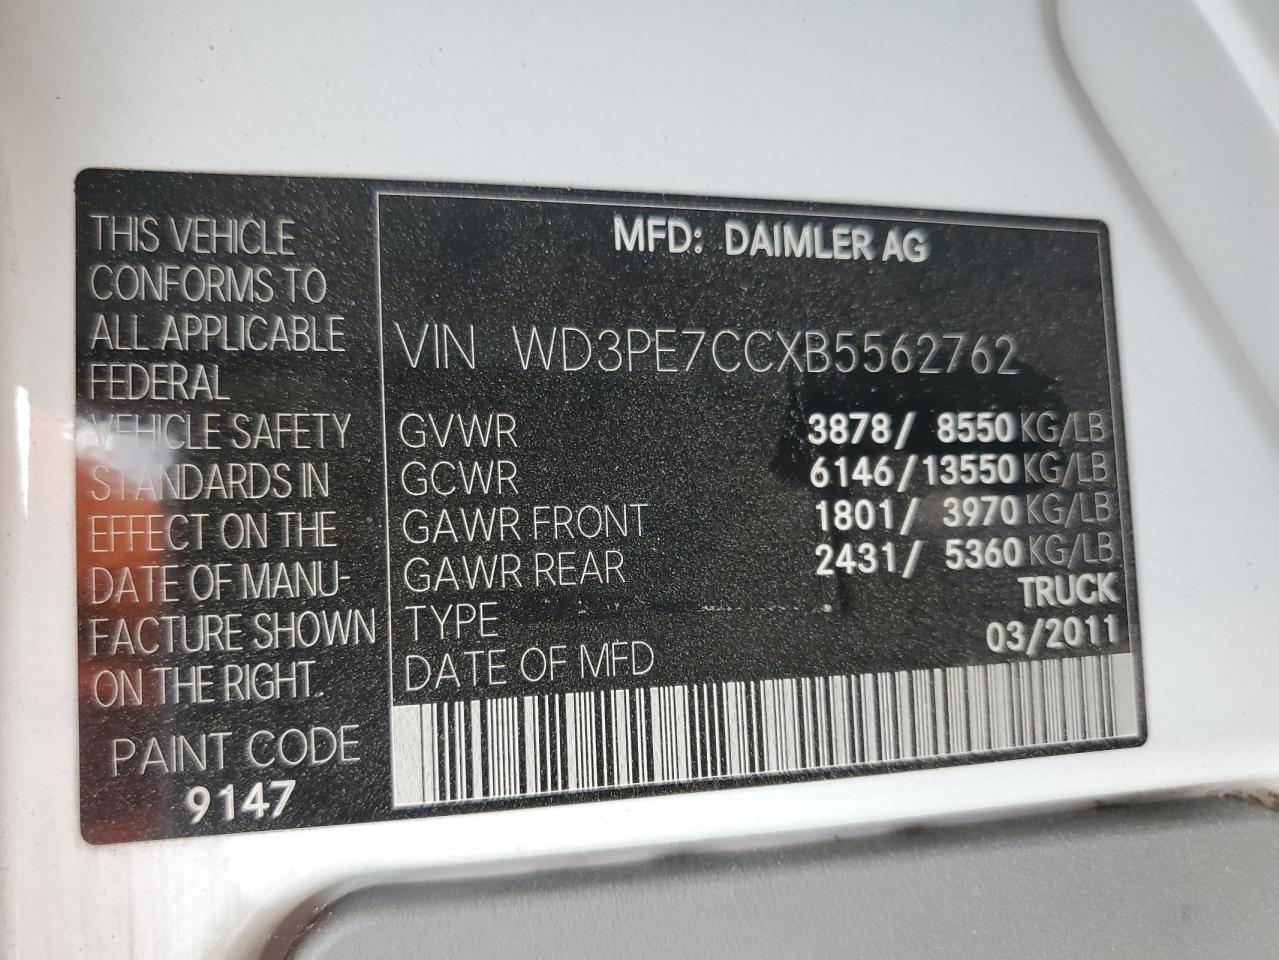 THIS VEHICLE
CONFORMS TO
ALL APPLICABLE
FEDERAL
VEHICLE SAFETY
STANDARDS IN
EFFECT ON THE
DATE OF MANU-
FACTURE SHOWN
ON THE RIGHT.
PAINT CODE
9147
MFD: DAIMLER AG
VIN WD3PE7CCXB5562762
GVWR 3878/ 8550 KG/LB
GCWR 6146/13550 KG/LB
GAWR FRONT 1801/ 3970 KG/LB
GAWR REAR 2431/ 5360 KG/LB
TYPE TRUCK
DATE OF MFD 03/2011